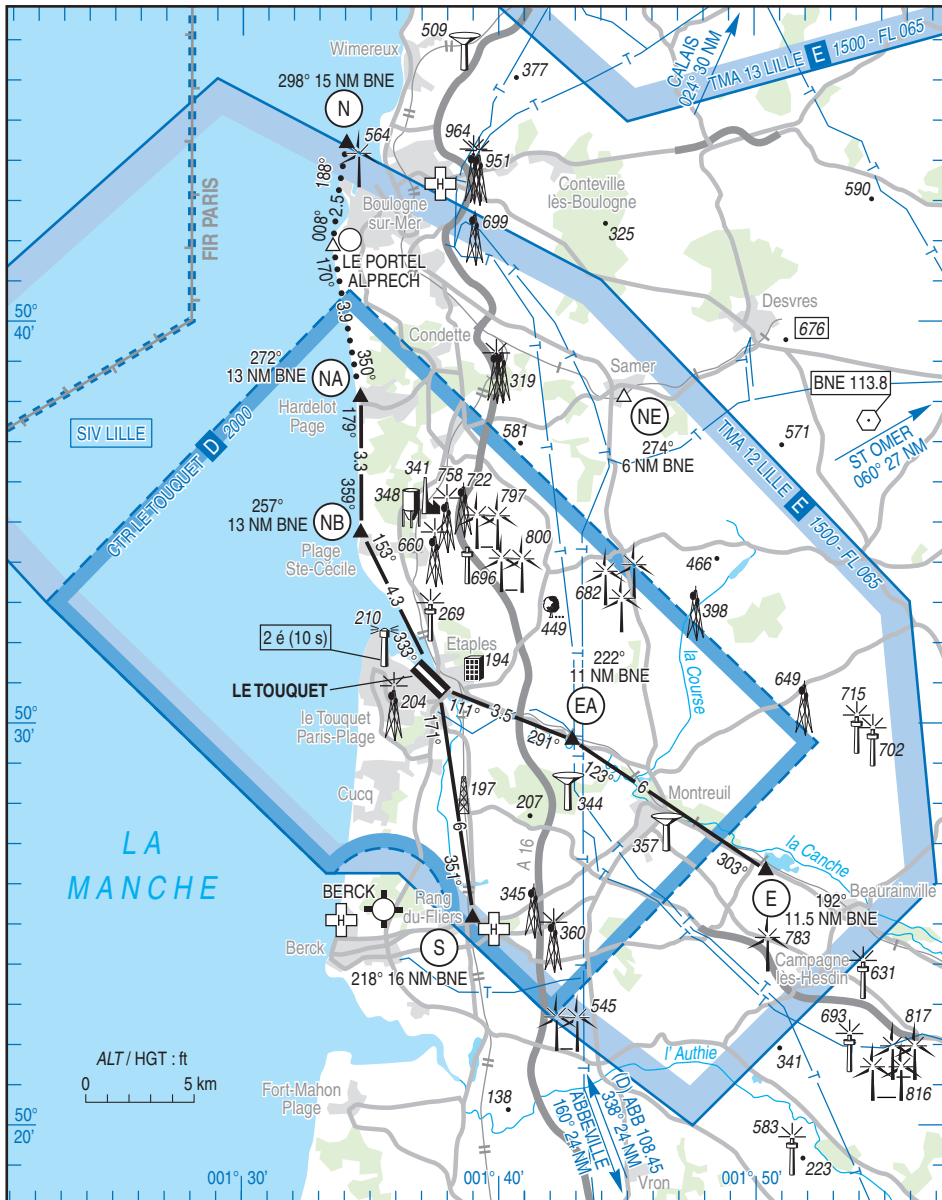 509
Wimereux
377
298° 15 NM BNE
N
564
964
951
188°
2.5
008°
Boulogne
sur-Mer
699
Conteville
lès-Boulogne
325
590
CALAIS
024° 30 NM
TMA 13 LILLE E 1500 - FL 065
FIR PARIS
LE PORTEL
ALPRECH
170°
3.9
350°
50°
40'
Desvres
676
Condette
319
Samer
272°
13 NM BNE
NA
Hardelot
Page
BNE 113.8
NE
274°
6 NM BNE
571
581
ST OMER
060° 27 NM
SIV LILLE
CTR LE TOUQUET D 2000
TMA 12 LILLE E 1500 - FL 065
179°
3.3
359°
341
758
722
348
797
257°
13 NM BNE
NB
Plage
Ste-Cécile
660
696
800
153°
4.3
333°
682
466
398
449
269
210
2 é (10 s)
Etaples
194
la Course
222°
11 NM BNE
EA
LE TOUQUET
204
le Touquet
Paris-Plage
111°
3.5
291°
171°
6
351°
649
715
702
50°
30'
123°
6
303°
Cucq
197
207
344
Montreuil
357
la Canche
LA
MANCHE
A 16
BERCK
Rang
du-Fliers
345
360
E
192°
11.5 NM BNE
Beaurainville
783
Berck
S
218° 16 NM BNE
Campagne
lès-Hesdin
631
545
693
817
816
l'Authie
341
ALT / HGT : ft
0 5 km
Fort-Mahon
Plage
138
50°
20'
ABBEVILLE
160° 24 NM
(D) ABB 108.45
338° 24 NM
583
223
Vron
001° 30'
001° 40'
001° 50'